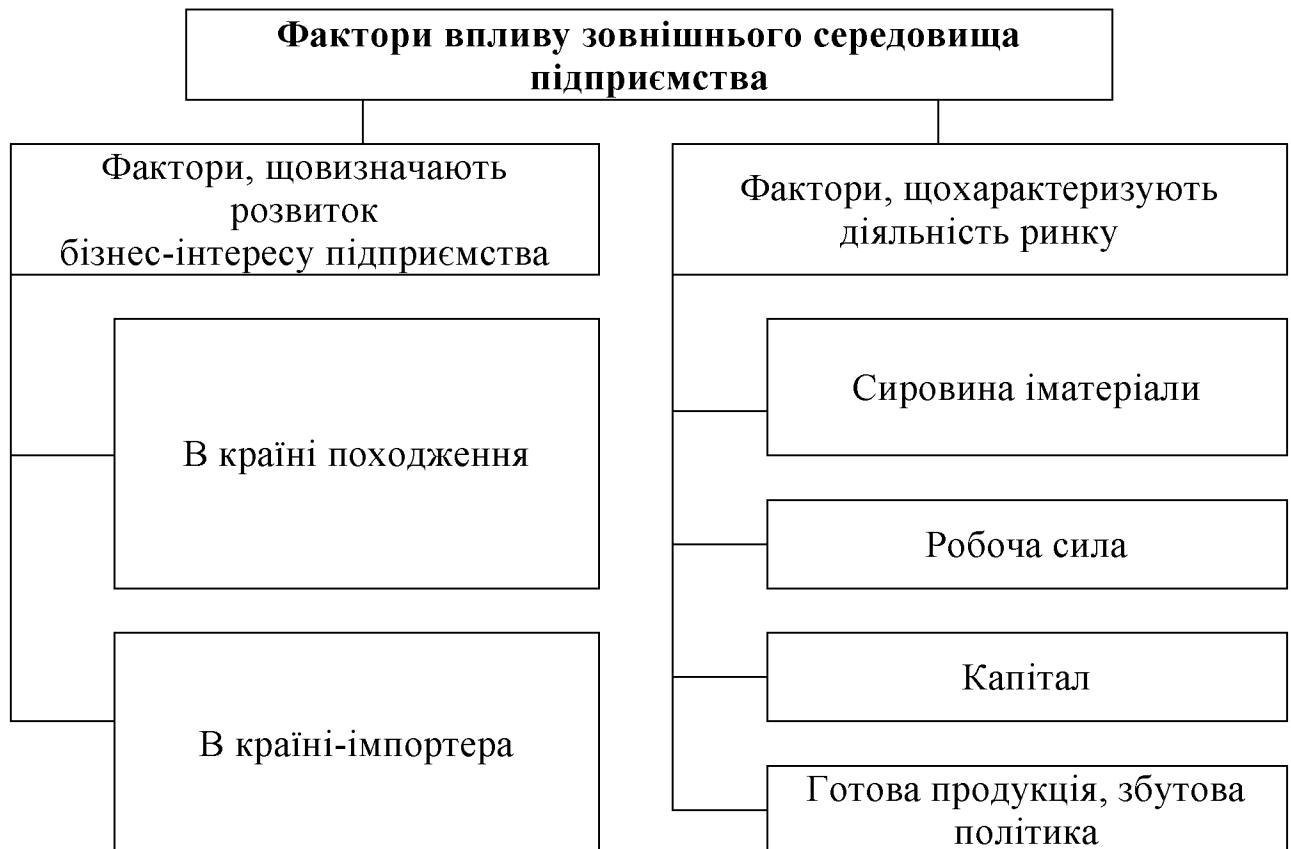 Фактори впливу зовнішнього середовища
підприємства
Фактори, щовизначають
розвиток
бізнес-інтересу підприємства
В країні походження
В країні-імпортера
Фактори, щохарактеризують
діяльність ринку
Сировина іматеріали
Робоча сила
Капітал
Готова продукція, збутова
політика